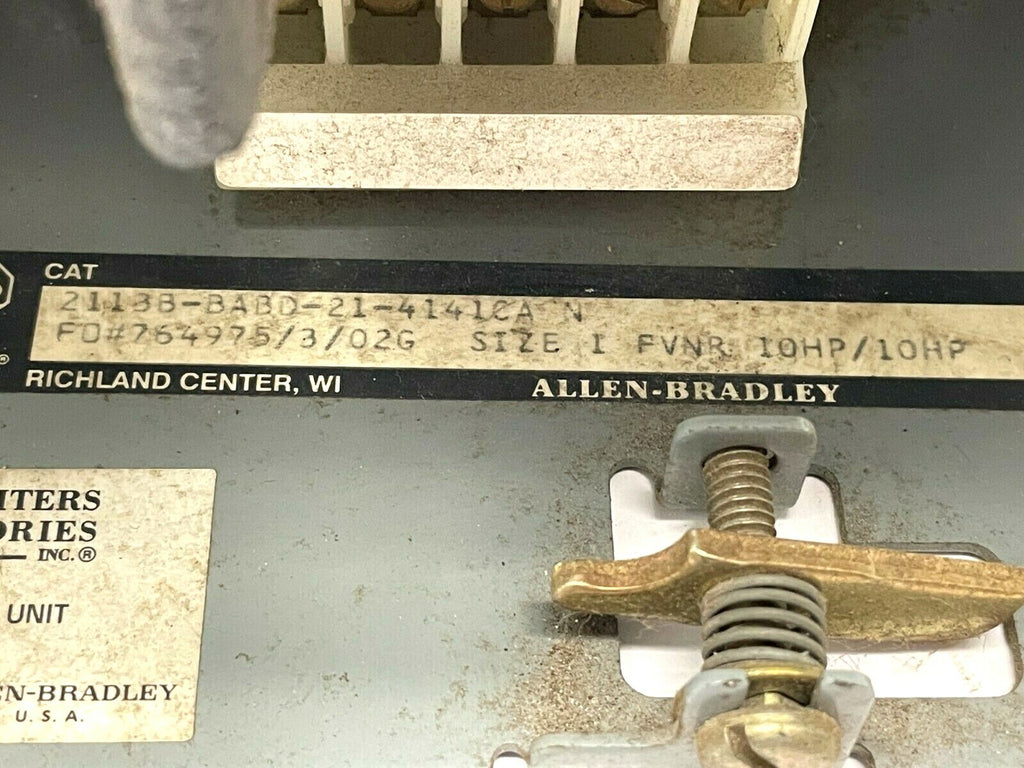 CAT
2113B-BABD-21-4141CA N
FO#764975/3/02G SIZE I FVNR 10HP/10HP
®
RICHLAND CENTER, WI ALLEN-BRADLEY
ITERS
ORIES
INC.®
UNIT
EN-BRADLEY
U. S. A.